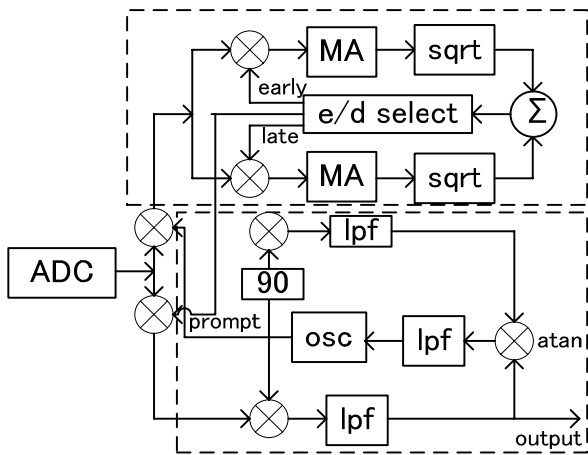 MA
sqrt
early
e/d select
Σ
late
MA
sqrt
ADC
lpf
90
prompt
osc
lpf
atan
lpf
output